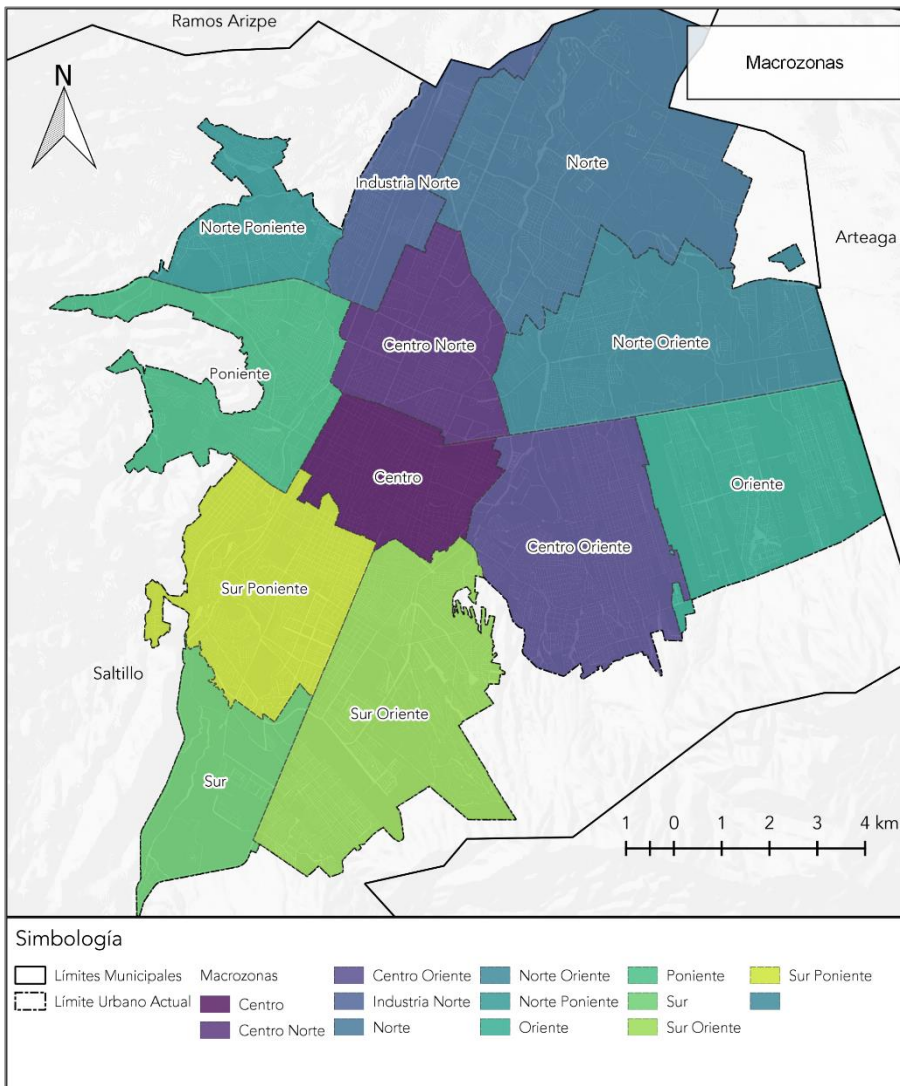 Ramos Arizpe
Macrozonas
N
Norte
Industria Norte
Norte Poniente
Arteaga
Centro Norte
Norte Oriente
Poniente
Centro
Oriente
Centro Oriente
Sur Poniente
Saltillo
Sur Oriente
Sur
1 0 1 2 3 4 km
Simbología
Límites Municipales
Límite Urbano Actual
Macrozonas
Centro
Centro Norte
Centro Oriente
Industria Norte
Norte
Norte Oriente
Norte Poniente
Oriente
Poniente
Sur
Sur Oriente
Sur Poniente